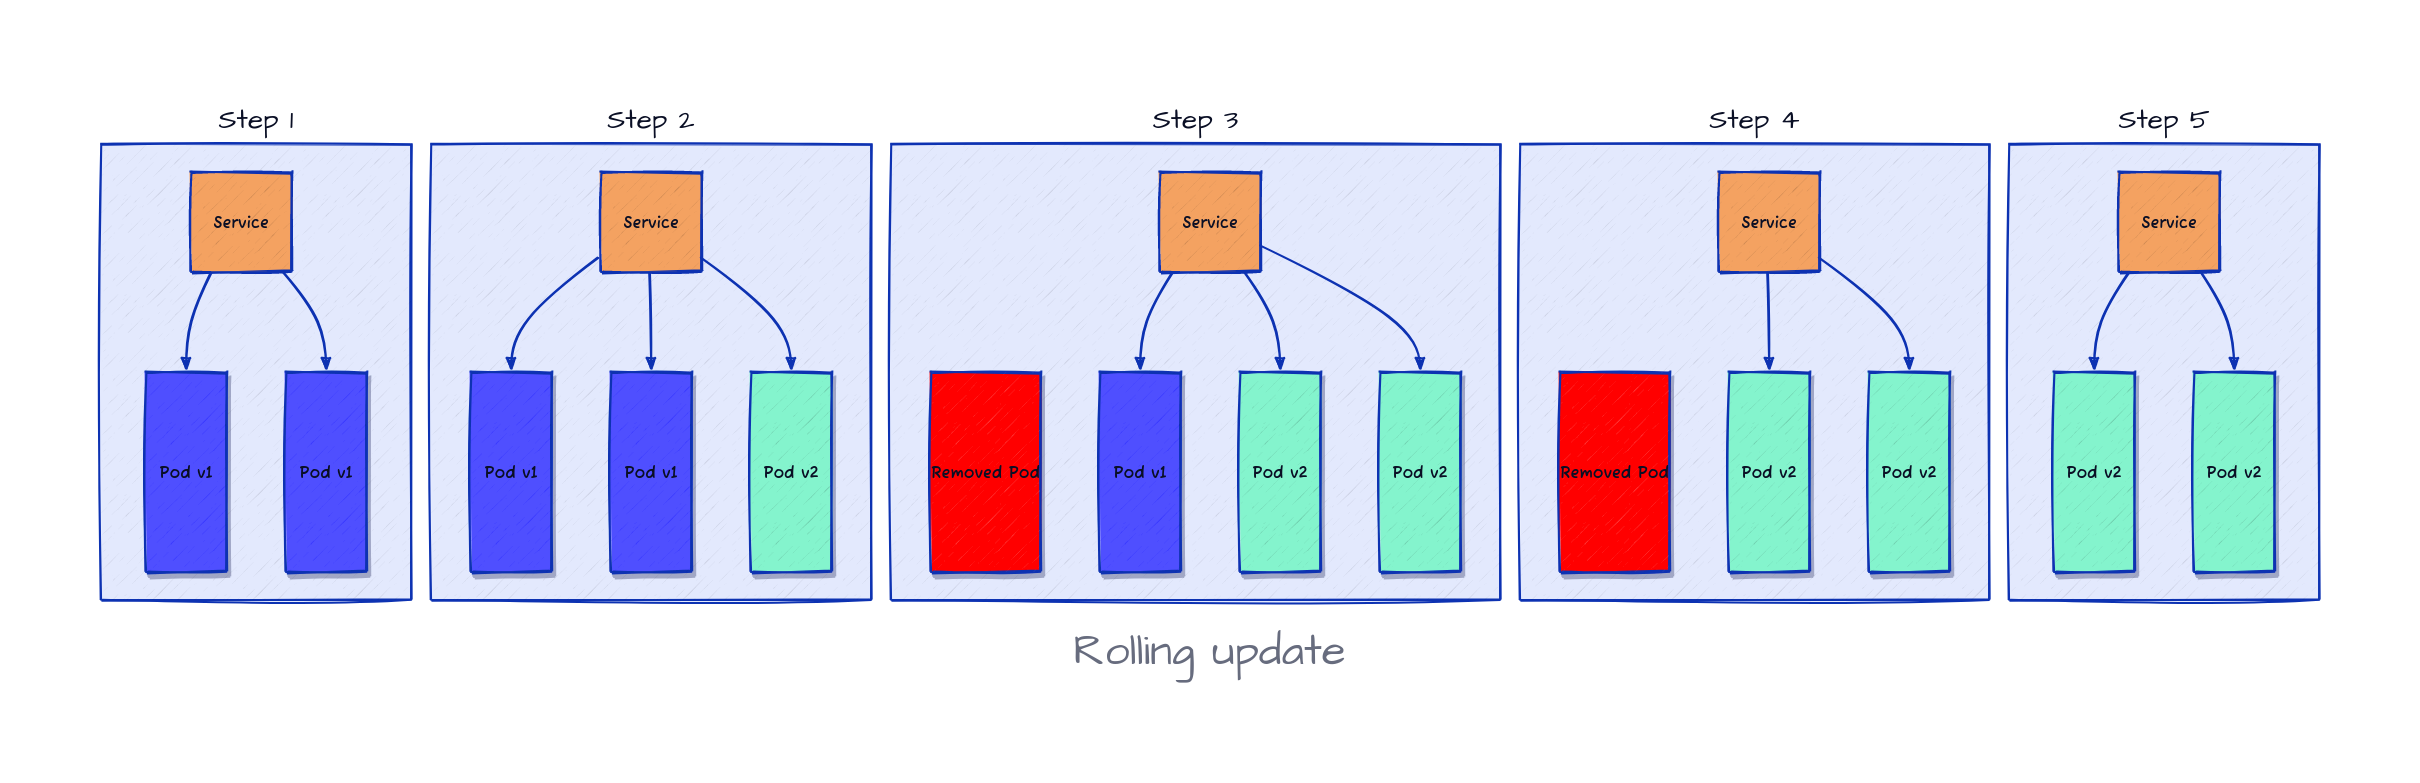 Step 1
Step 2
Step 3
Step 4
Step 5
Service
Service
Service
Service
Service
Pod v1
Pod v1
Pod v1
Pod v1
Pod v2
Removed Pod
Pod v1
Pod v2
Pod v2
Removed Pod
Pod v2
Pod v2
Pod v2
Pod v2
Rolling update